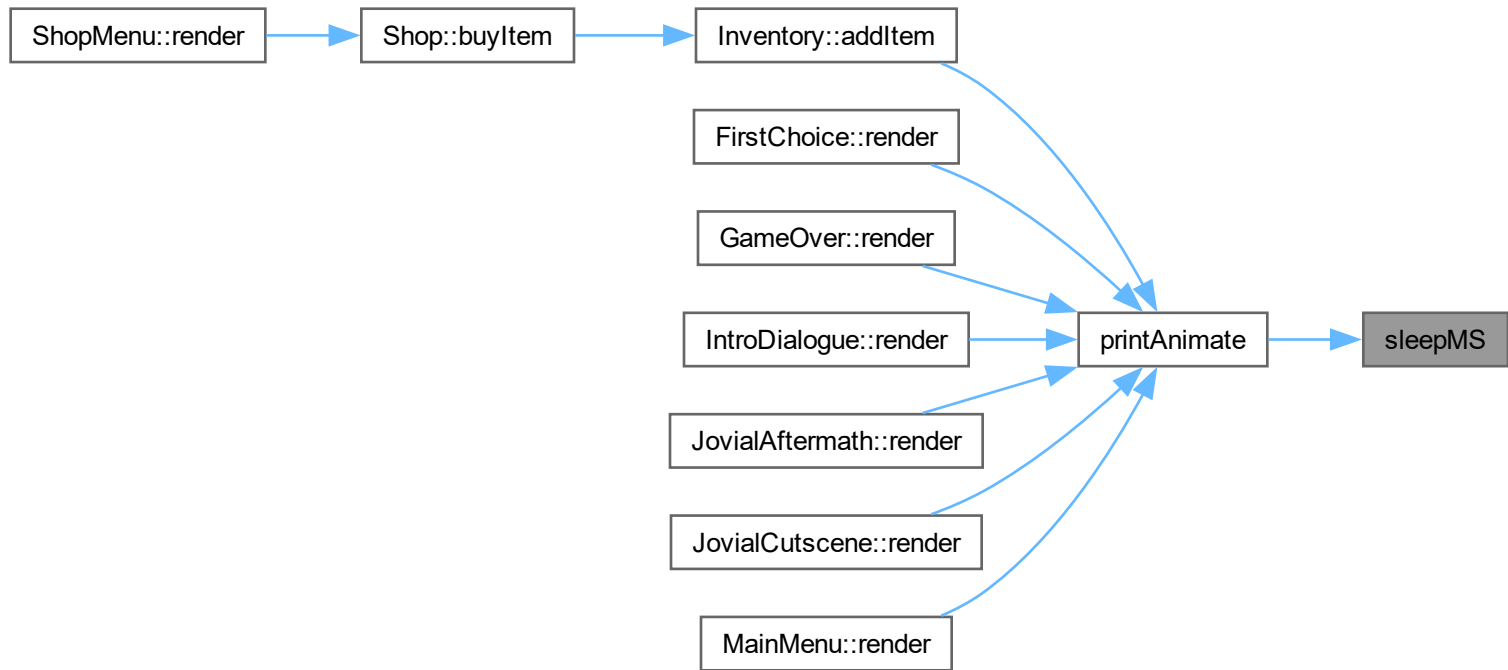 ShopMenu::render
Shop::buyItem
Inventory::addItem
FirstChoice::render
GameOver::render
IntroDialogue::render
printAnimate
sleepMS
JovialAftermath::render
JovialCutscene::render
MainMenu::render